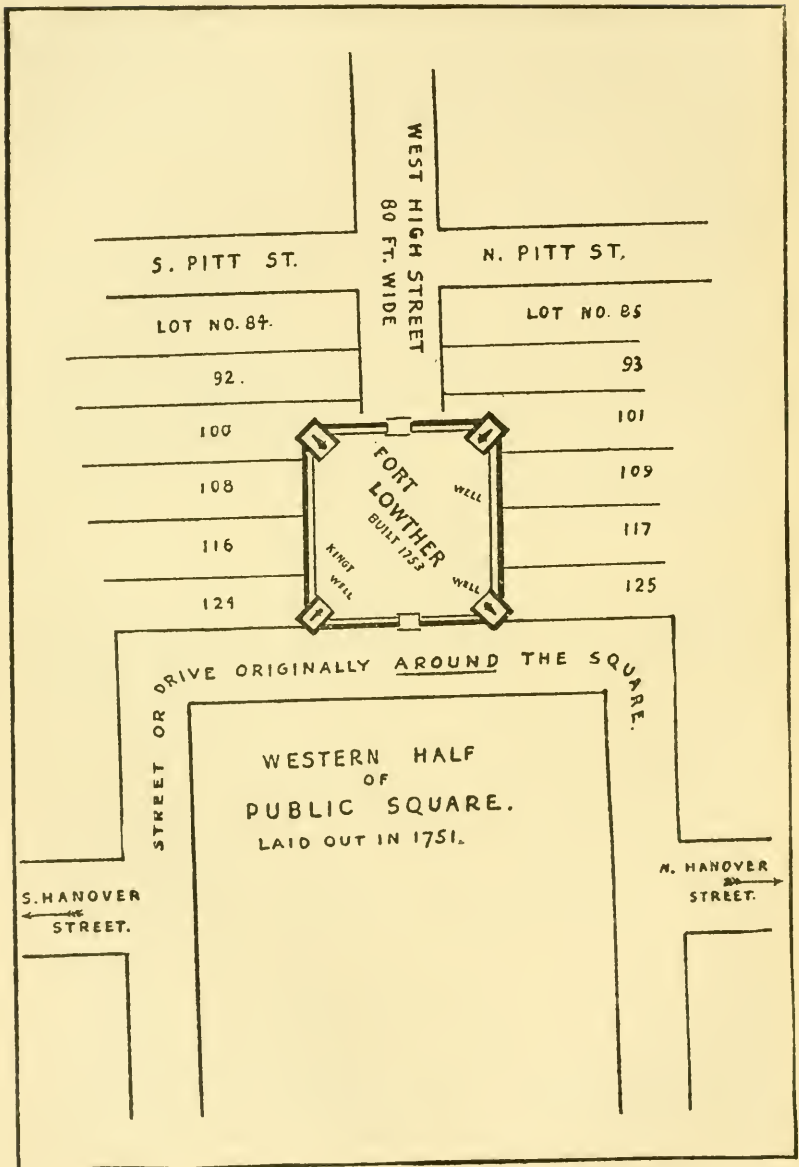 WEST HIGH STREET
80 FT. WIDE
S. PITT ST.
N. PITT ST.
LOT NO. 84.
LOT NO. 85
92.
93
100
101
108
109
116
117
124
125
FORT
LOWTHER
BUILT 1753
WELL
KINGS
WELL
WELL
STREET OR DRIVE ORIGINALLY AROUND THE SQUARE.
WESTERN HALF
OF
PUBLIC SQUARE.
LAID OUT IN 1751.
S. HANOVER
STREET.
N. HANOVER
STREET.